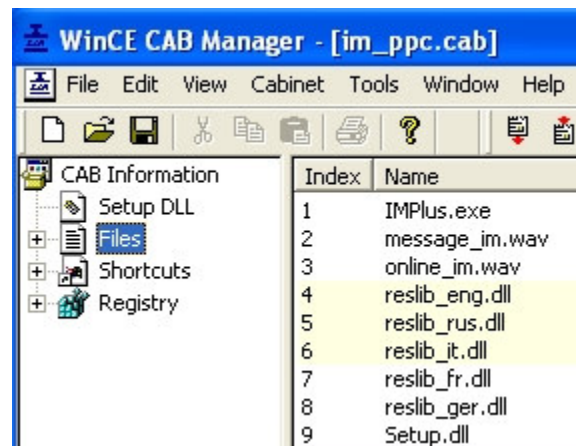 WinCE CAB Manager - [im_ppc.cab]
File Edit View Cabinet Tools Window Help
CAB Information
Setup DLL
Files
Shortcuts
Registry
Index Name
1 IMPlus.exe
2 message_im.wav
3 online_im.wav
4 reslib_eng.dll
5 reslib_rus.dll
6 reslib_it.dll
7 reslib_fr.dll
8 reslib_ger.dll
9 Setup.dll